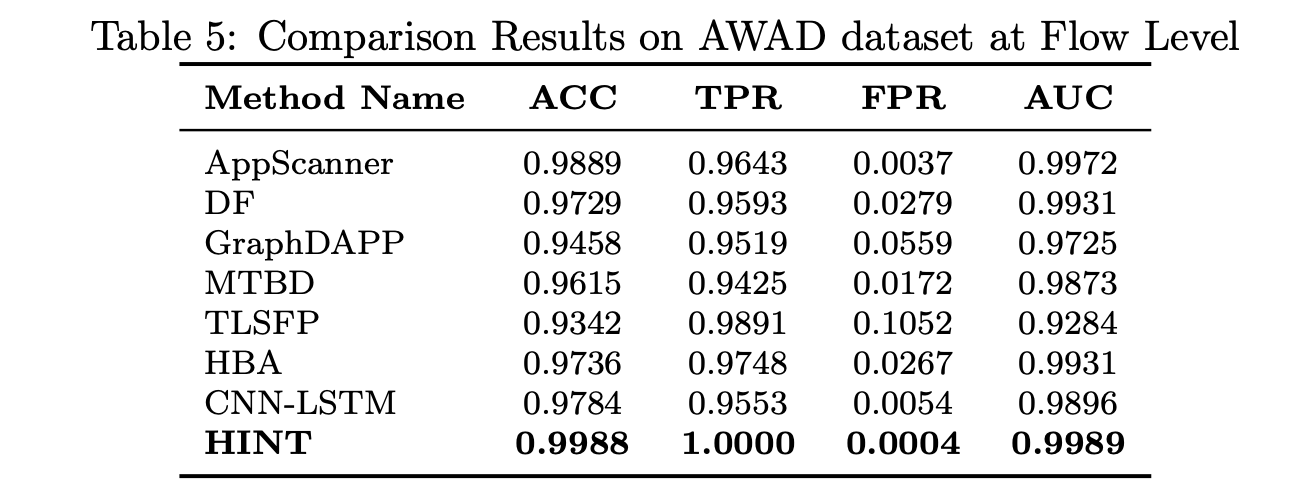 Table 5: Comparison Results on AWAD dataset at Flow Level
Method Name ACC TPR FPR AUC
AppScanner 0.9889 0.9643 0.0037 0.9972
DF 0.9729 0.9593 0.0279 0.9931
GraphDAPP 0.9458 0.9519 0.0559 0.9725
MTBD 0.9615 0.9425 0.0172 0.9873
TLSFP 0.9342 0.9891 0.1052 0.9284
HBA 0.9736 0.9748 0.0267 0.9931
CNN-LSTM 0.9784 0.9553 0.0054 0.9896
HINT 0.9988 1.0000 0.0004 0.9989